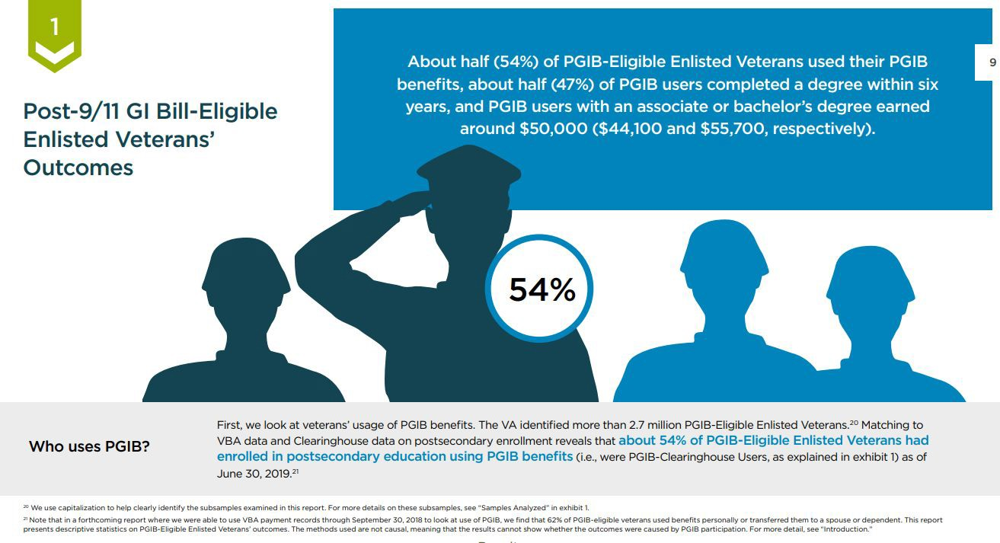 1
About half (54%) of PGIB-Eligible Enlisted Veterans used their PGIB
benefits, about half (47%) of PGIB users completed a degree within six
years, and PGIB users with an associate or bachelor’s degree earned
around $50,000 ($44,100 and $55,700, respectively).
9
Post-9/11 GI Bill-Eligible
Enlisted Veterans’
Outcomes
54%
Who uses PGIB?
First, we look at veterans’ usage of PGIB benefits. The VA identified more than 2.7 million PGIB-Eligible Enlisted Veterans.²⁰ Matching to
VBA data and Clearinghouse data on postsecondary enrollment reveals that about 54% of PGIB-Eligible Enlisted Veterans had
enrolled in postsecondary education using PGIB benefits (i.e., were PGIB-Clearinghouse Users, as explained in exhibit 1) as of
June 30, 2019.²¹
²⁰ We use capitalization to help clearly identify the subsamples examined in this report. For more details on these subsamples, see “Samples Analyzed” in exhibit 1.
²¹ Note that in a forthcoming report where we were able to use VBA payment records through September 30, 2018 to look at use of PGIB, we find that 62% of PGIB-eligible veterans used benefits personally or transferred them to a spouse or dependent. This report
presents descriptive statistics on PGIB-Eligible Enlisted Veterans’ outcomes. The methods used are not causal, meaning that the results cannot show whether the outcomes were caused by PGIB participation. For more detail, see “Introduction.”